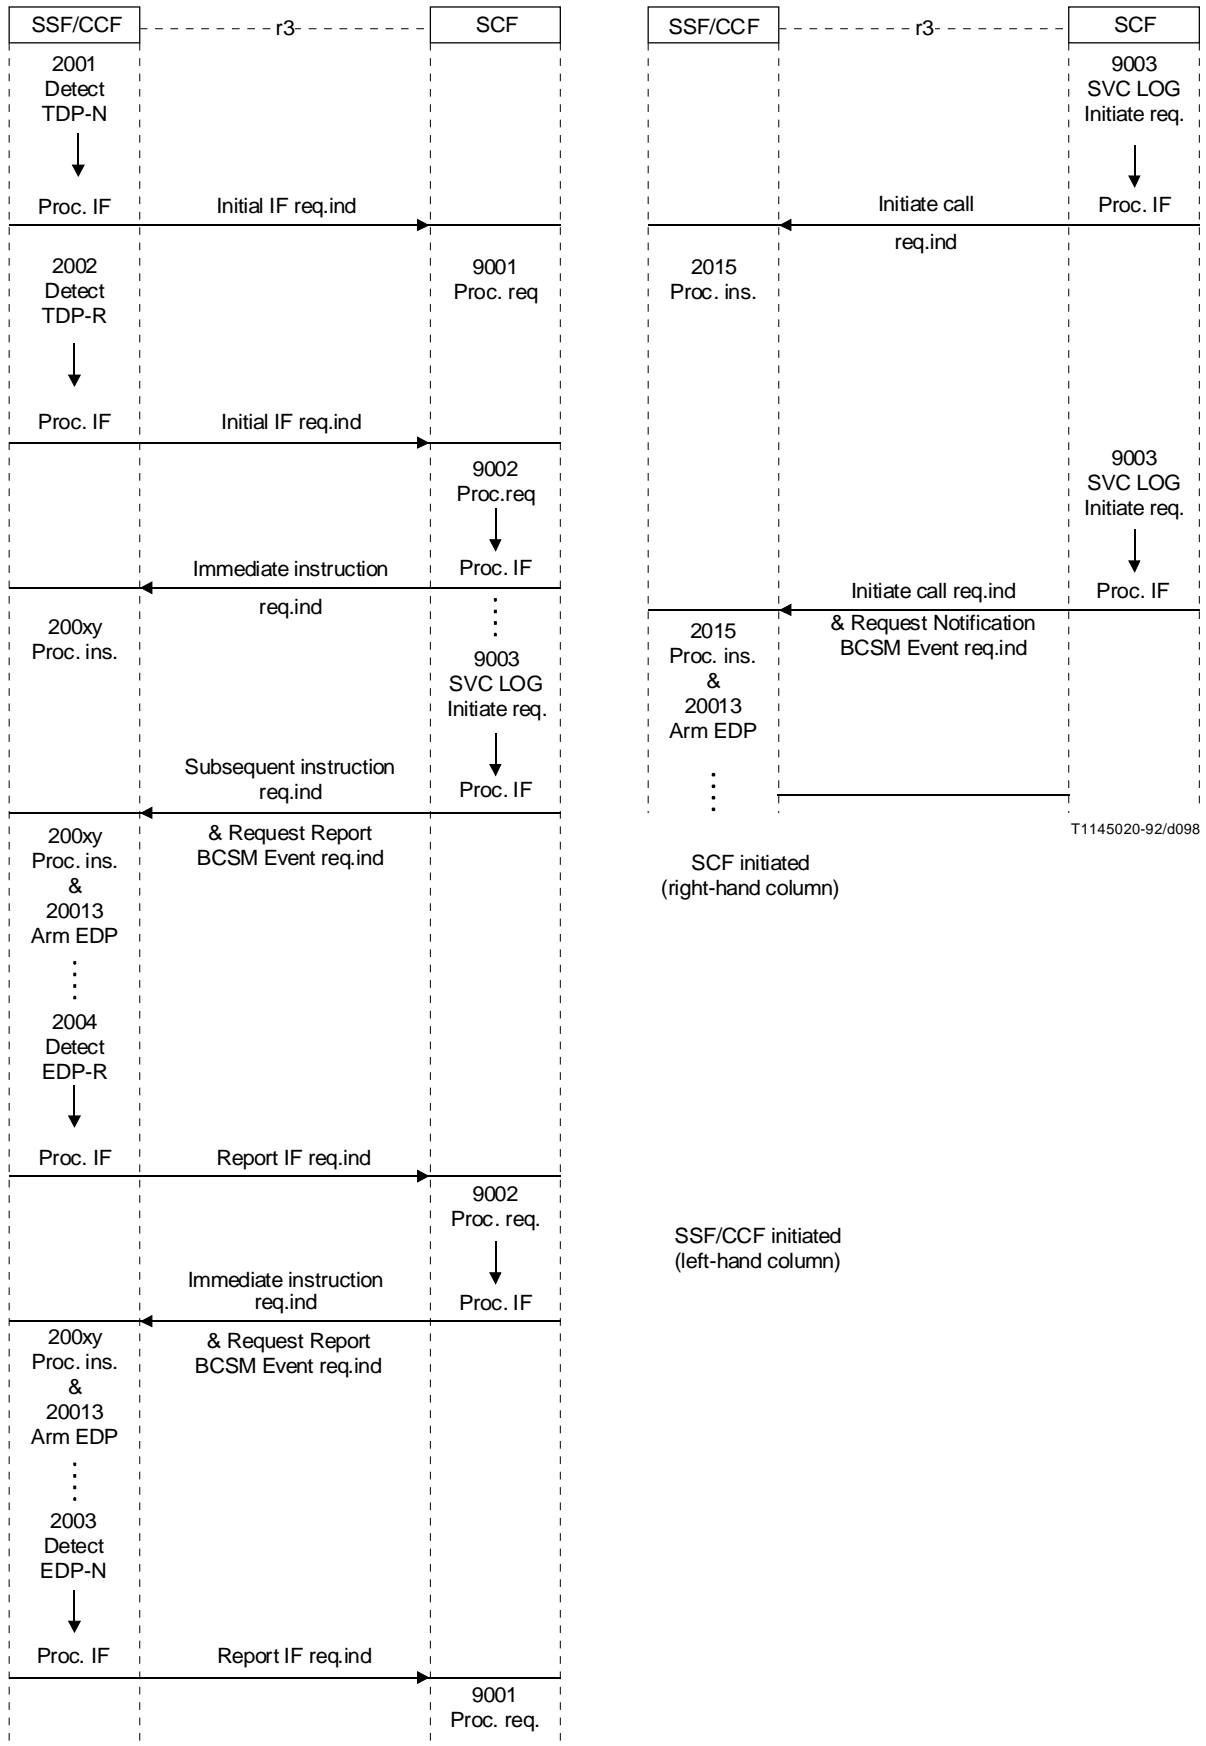 SSF/CCF
r3
SCF
2001
Detect
TDP-N
Proc. IF
Initial IF req.ind
2002
Detect
TDP-R
9001
Proc. req
Proc. IF
Initial IF req.ind
9002
Proc.req
Immediate instruction
Proc. IF
req.ind
200xy
Proc. ins.
9003
SVC LOG
Initiate req.
Subsequent instruction
req.ind
Proc. IF
200xy
Proc. ins.
&
20013
Arm EDP
& Request Report
BCSM Event req.ind
2004
Detect
EDP-R
Proc. IF
Report IF req.ind
9002
Proc. req.
Immediate instruction
req.ind
Proc. IF
200xy
Proc. ins.
&
20013
Arm EDP
& Request Report
BCSM Event req.ind
2003
Detect
EDP-N
Proc. IF
Report IF req.ind
9001
Proc. req.
SSF/CCF
r3
SCF
9003
SVC LOG
Initiate req.
Initiate call
Proc. IF
req.ind
2015
Proc. ins.
9003
SVC LOG
Initiate req.
Initiate call req.ind
Proc. IF
& Request Notification
BCSM Event req.ind
2015
Proc. ins.
&
20013
Arm EDP
T1145020-92/d098
SCF initiated
(right-hand column)
SSF/CCF initiated
(left-hand column)